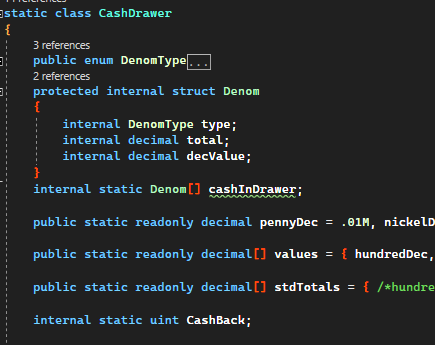 static class CashDrawer
{
3 references
public enum DenomType...
2 references
protected internal struct Denom
{
internal DenomType type;
internal decimal total;
internal decimal decValue;
}
internal static Denom[] cashInDrawer;
public static readonly decimal pennyDec = .01M, nickelD
public static readonly decimal[] values = { hundredDec,
public static readonly decimal[] stdTotals = { /*hundre
internal static uint CashBack;